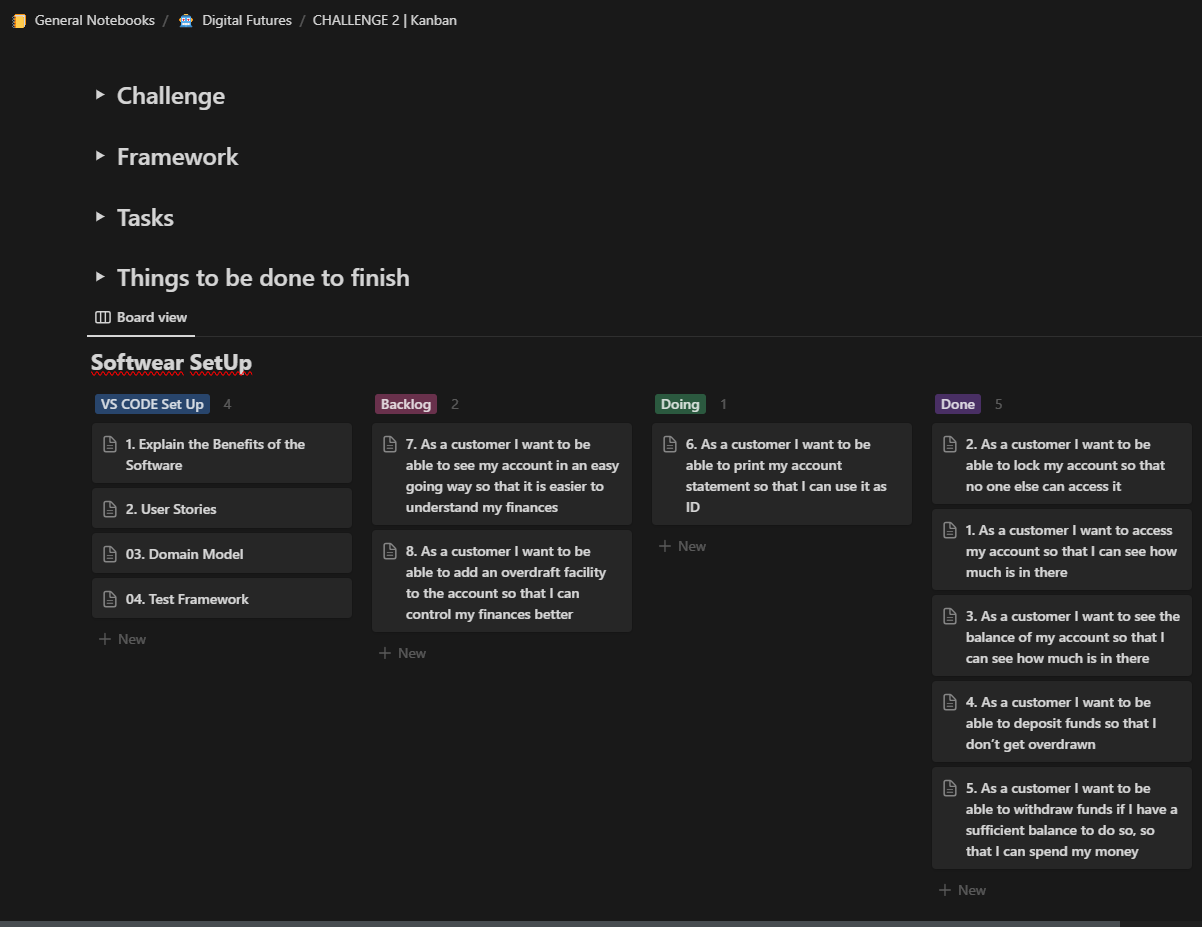 General Notebooks / Digital Futures / CHALLENGE 2 | Kanban
Challenge
Framework
Tasks
Things to be done to finish
Board view
Softwear SetUp
VS CODE Set Up 4
1. Explain the Benefits of the
Software
2. User Stories
03. Domain Model
04. Test Framework
+ New
Backlog 2
7. As a customer I want to be
able to see my account in an easy
going way so that it is easier to
understand my finances
8. As a customer I want to be
able to add an overdraft facility
to the account so that I can
control my finances better
+ New
Doing 1
6. As a customer I want to be
able to print my account
statement so that I can use it as
ID
+ New
Done 5
2. As a customer I want to be
able to lock my account so that
no one else can access it
1. As a customer I want to access
my account so that I can see how
much is in there
3. As a customer I want to see the
balance of my account so that I
can see how much is in there
4. As a customer I want to be
able to deposit funds so that I
don’t get overdrawn
5. As a customer I want to be
able to withdraw funds if I have a
sufficient balance to do so, so
that I can spend my money
+ New